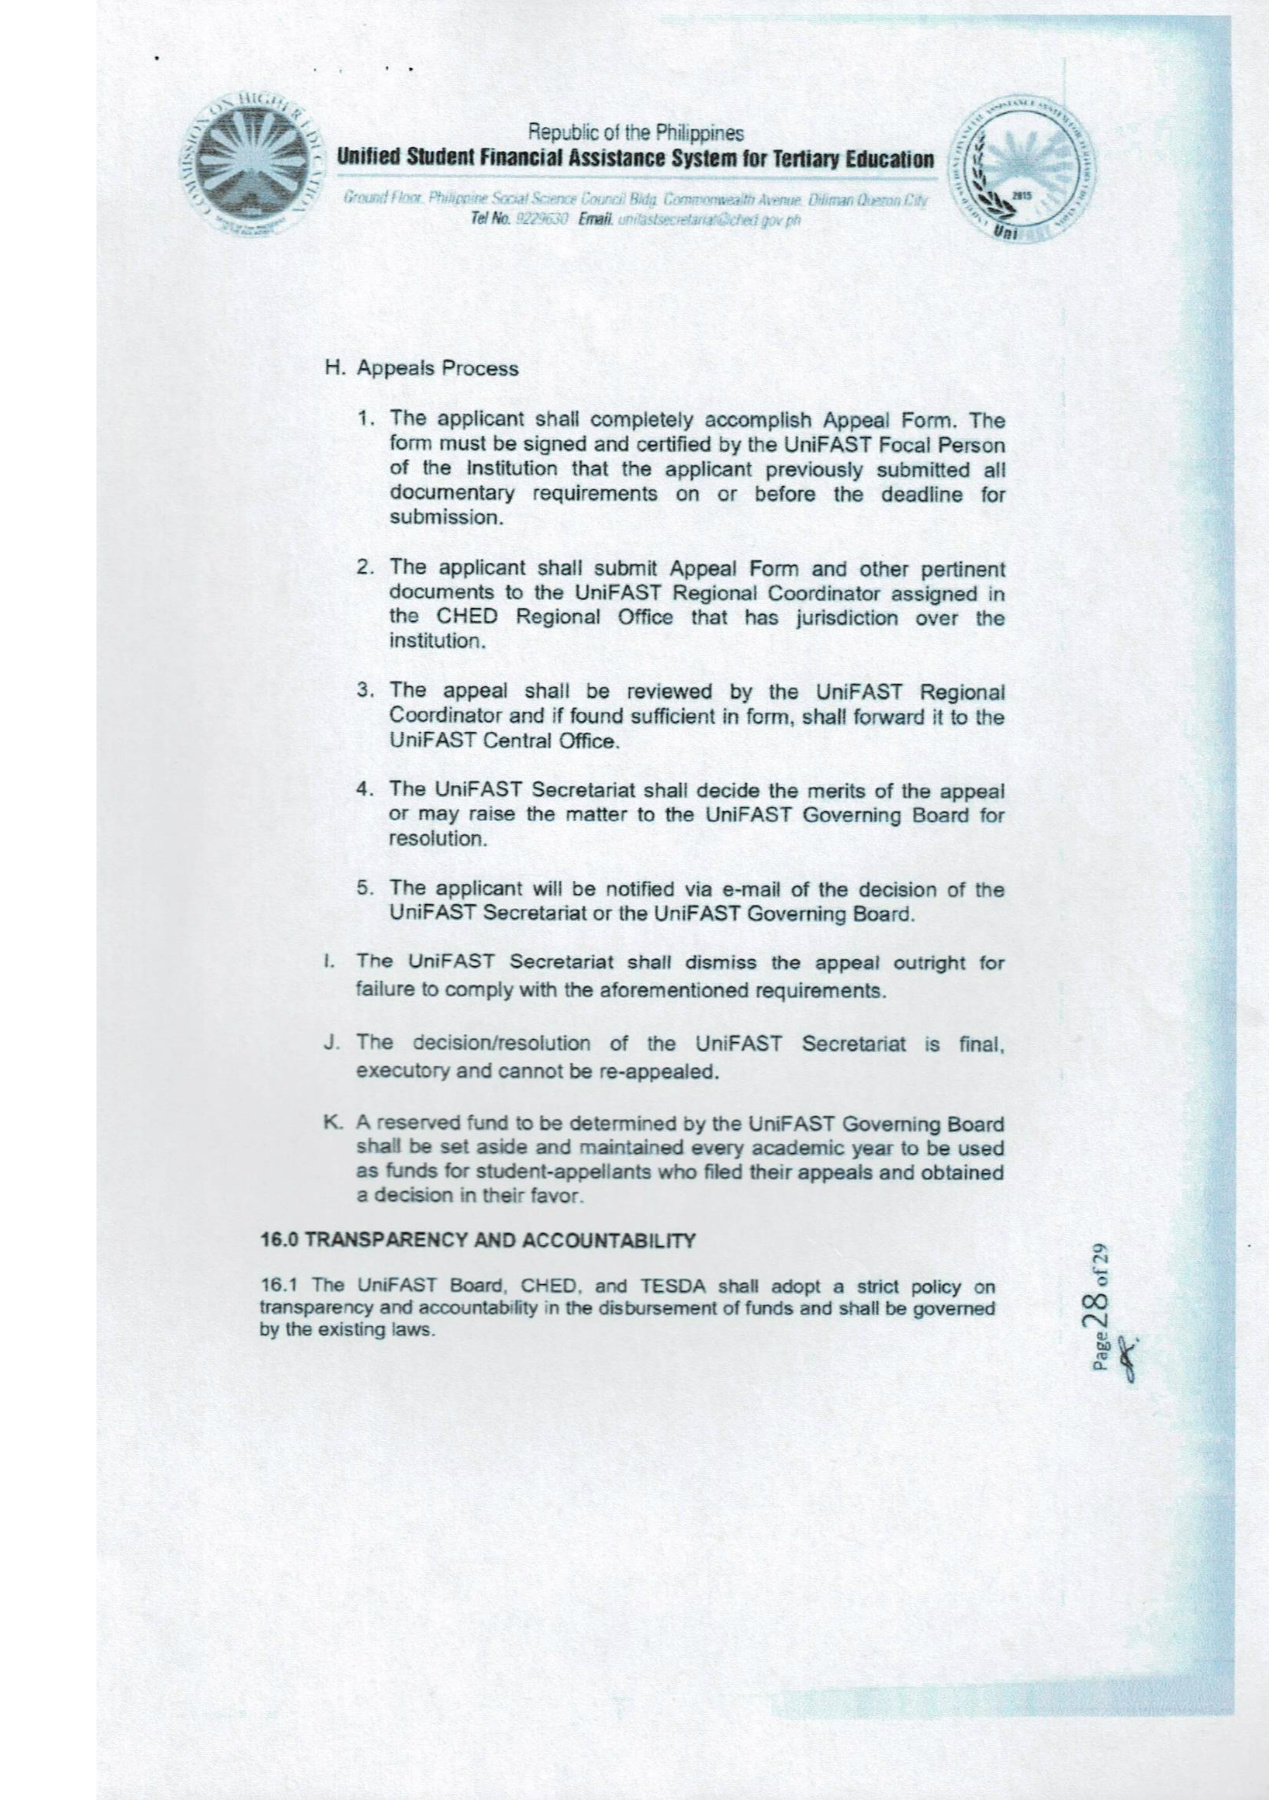 COMMISSION ON HIGHER EDUCATION
Republic of the Philippines
Unified Student Financial Assistance System for Tertiary Education
Ground Floor, Philippine Social Science Council Bldg. Commonwealth Avenue, Diliman Quezon City
Tel No. 9229630 Email. unifastsecretariat@ched.gov.ph
2015
Uni
H. Appeals Process
1. The applicant shall completely accomplish Appeal Form. The
form must be signed and certified by the UniFAST Focal Person
of the Institution that the applicant previously submitted all
documentary requirements on or before the deadline for
submission.
2. The applicant shall submit Appeal Form and other pertinent
documents to the UniFAST Regional Coordinator assigned in
the CHED Regional Office that has jurisdiction over the
institution.
3. The appeal shall be reviewed by the UniFAST Regional
Coordinator and if found sufficient in form, shall forward it to the
UniFAST Central Office.
4. The UniFAST Secretariat shall decide the merits of the appeal
or may raise the matter to the UniFAST Governing Board for
resolution.
5. The applicant will be notified via e-mail of the decision of the
UniFAST Secretariat or the UniFAST Governing Board.
I. The UniFAST Secretariat shall dismiss the appeal outright for
failure to comply with the aforementioned requirements.
J. The decision/resolution of the UniFAST Secretariat is final,
executory and cannot be re-appealed.
K. A reserved fund to be determined by the UniFAST Governing Board
shall be set aside and maintained every academic year to be used
as funds for student-appellants who filed their appeals and obtained
a decision in their favor.
16.0 TRANSPARENCY AND ACCOUNTABILITY
16.1 The UniFAST Board, CHED, and TESDA shall adopt a strict policy on
transparency and accountability in the disbursement of funds and shall be governed
by the existing laws.
Page 28 of 29